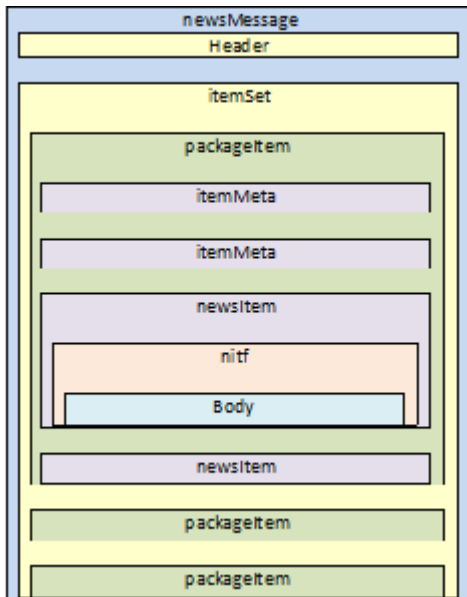 newsMessage
Header
itemSet
packageItem
itemMeta
itemMeta
newsItem
nitf
Body
newsItem
packageItem
packageItem